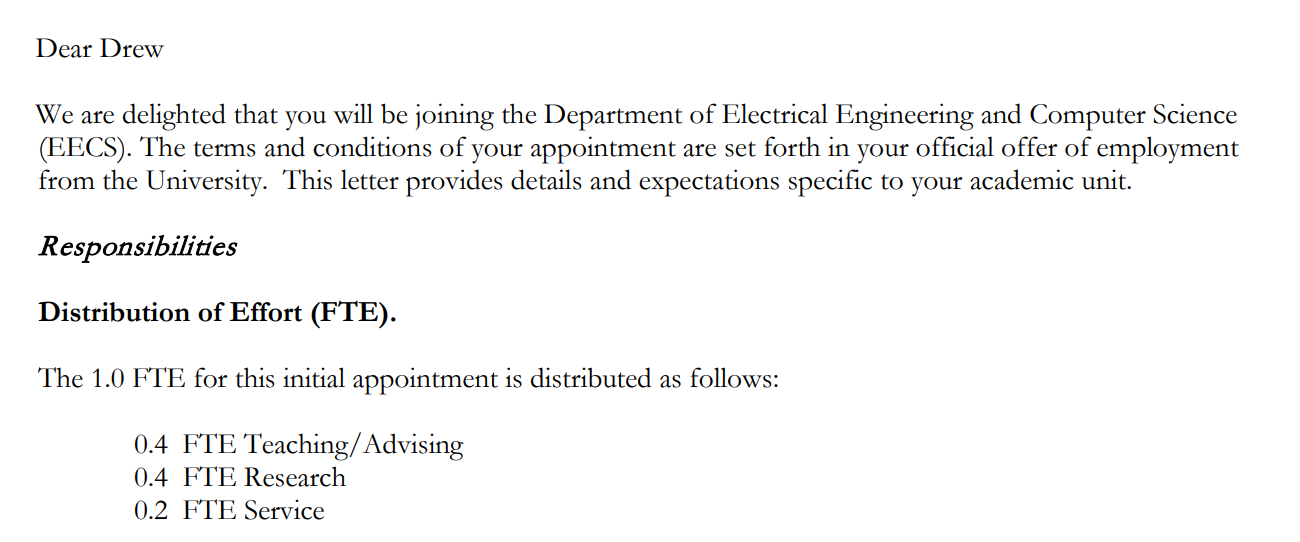 Dear Drew
We are delighted that you will be joining the Department of Electrical Engineering and Computer Science
(EECS). The terms and conditions of your appointment are set forth in your official offer of employment
from the University.  This letter provides details and expectations specific to your academic unit.
Responsibilities
Distribution of Effort (FTE).
The 1.0 FTE for this initial appointment is distributed as follows:
0.4  FTE Teaching/Advising
0.4  FTE Research
0.2  FTE Service